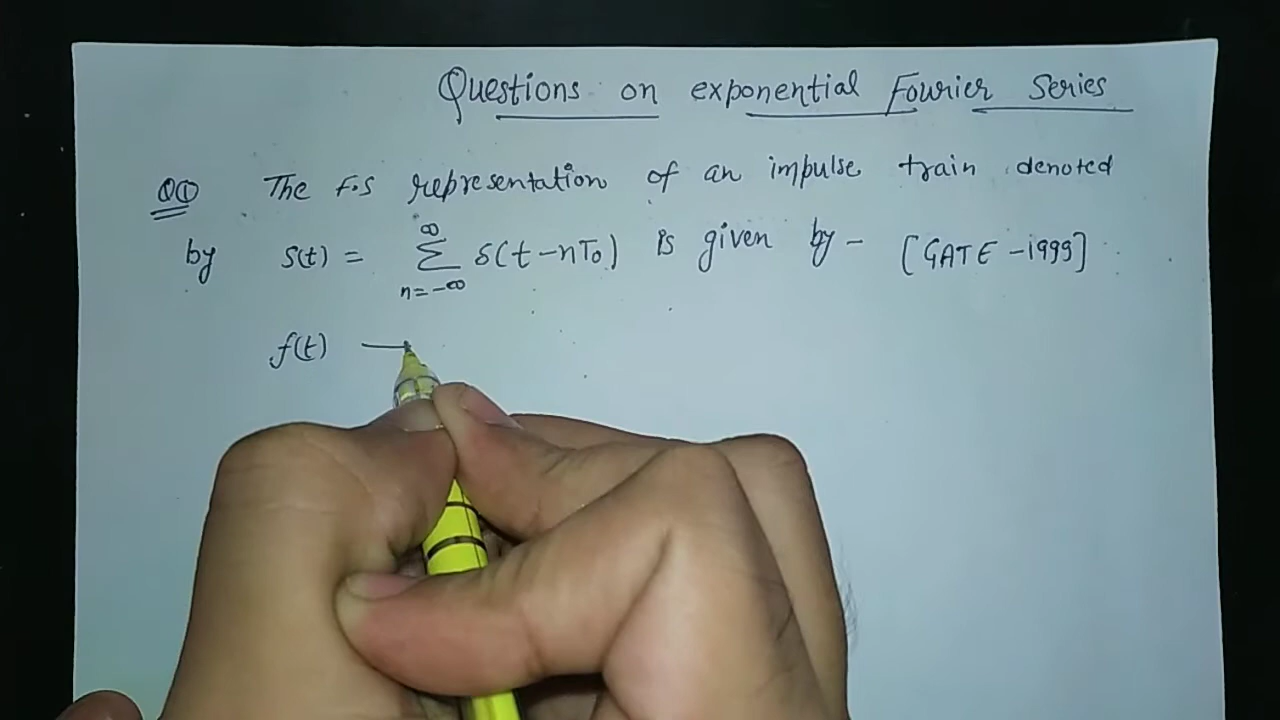 Questions on exponential Fourier Series
Q① The F.S representation of an impulse train denoted
by S(t) = ∞∑n=-∞ δ(t-nT₀) is given by - [GATE-1999]
f(t) —